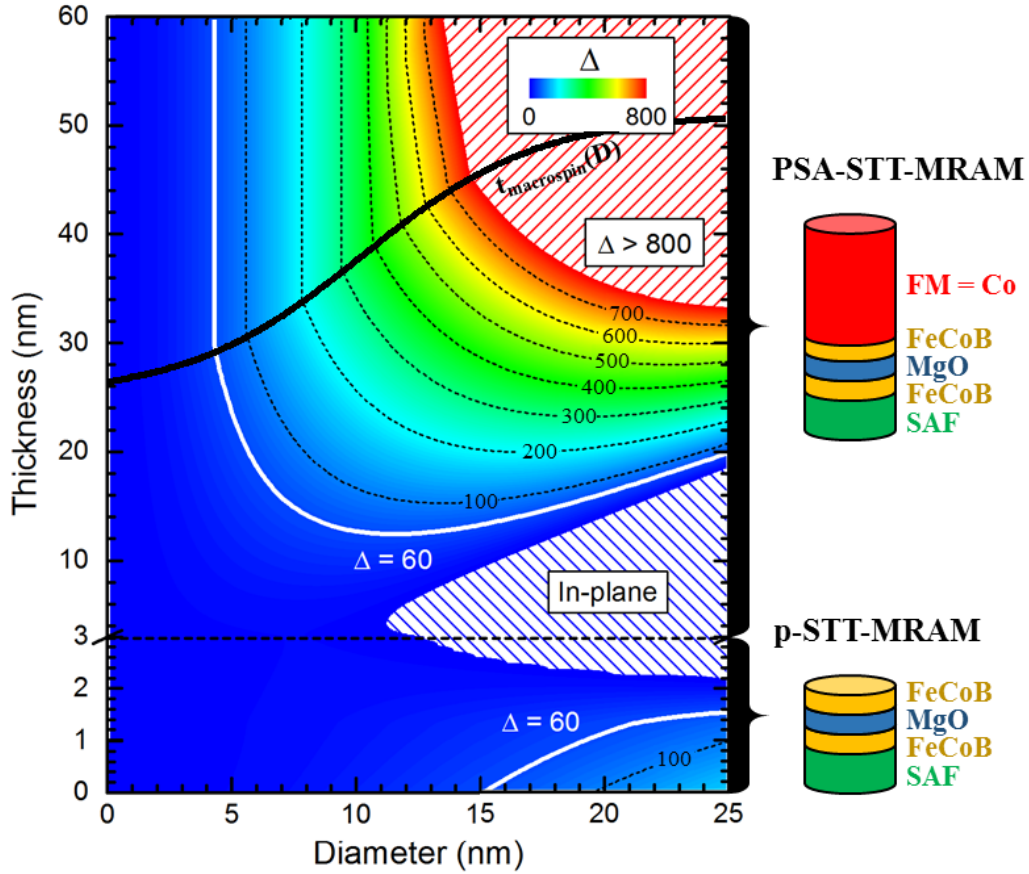 60
50
40
30
20
10
3
2
1
0
Thickness (nm)
0
5
10
15
20
25
Diameter (nm)
Δ
0
800
t_macrospin(D)
Δ > 800
700
600
500
400
300
200
100
Δ = 60
In-plane
Δ = 60
100
PSA-STT-MRAM
FM = Co
FeCoB
MgO
FeCoB
SAF
p-STT-MRAM
FeCoB
MgO
FeCoB
SAF